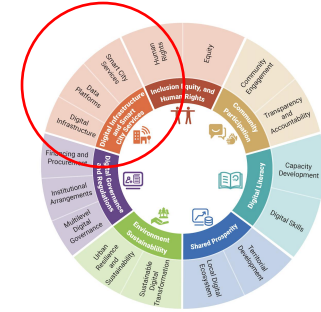 Human
Rights
Equity
Community
Engagement
Transparency
and
Accountability
Capacity
Development
Digital Skills
Territorial
Development
Local Digital
Ecosystem
Sustainable
Digital
Transformation
Urban
Resilience
and
Sustainability
Multilevel
Digital
Governance
Institutional
Arrangements
Financing and
Procurement
Digital
Infrastructure
Data
Platforms
Smart City
Services
Inclusion Equity, and
Human Rights
Community
Participation
Digital Literacy
Shared Prosperity
Environment
Sustainability
Governance
Regulations
Digital Infrastructure
and Smart
City Services